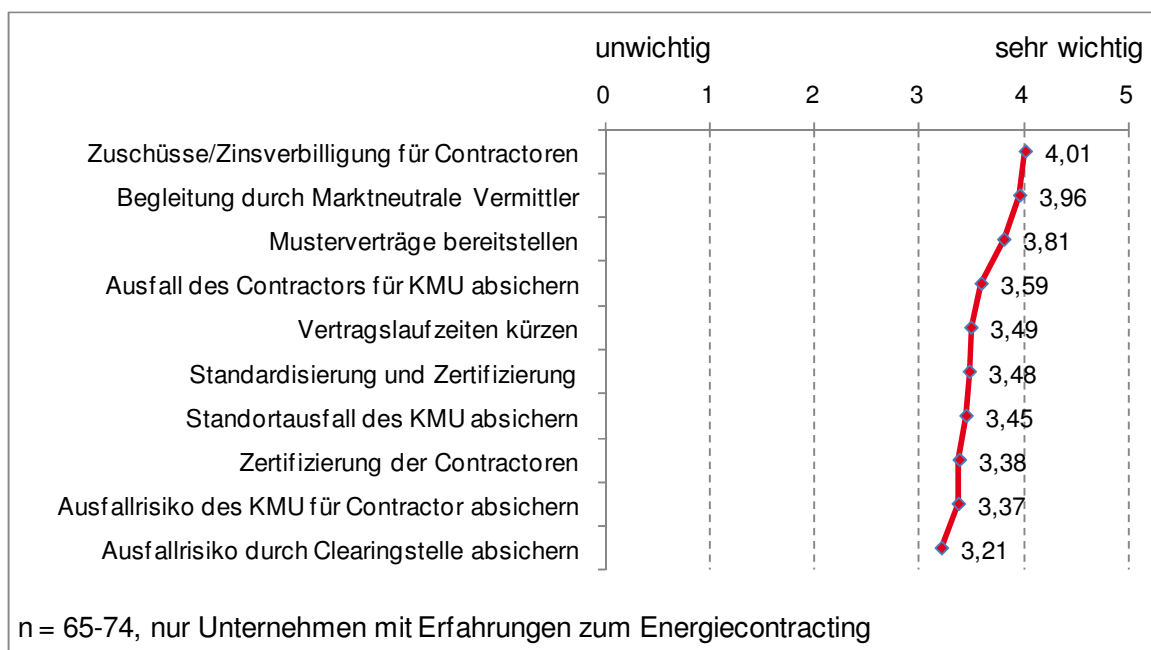 unwichtig sehr wichtig
0 1 2 3 4 5
Zuschüsse/Zinsverbilligung für Contractoren 4,01
Begleitung durch Marktneutrale Vermittler 3,96
Musterverträge bereitstellen 3,81
Ausfall des Contractors für KMU absichern 3,59
Vertragslaufzeiten kürzen 3,49
Standardisierung und Zertifizierung 3,48
Standortausfall des KMU absichern 3,45
Zertifizierung der Contractoren 3,38
Ausfallrisiko des KMU für Contractor absichern 3,37
Ausfallrisiko durch Clearingstelle absichern 3,21
n = 65-74, nur Unternehmen mit Erfahrungen zum Energiecontracting